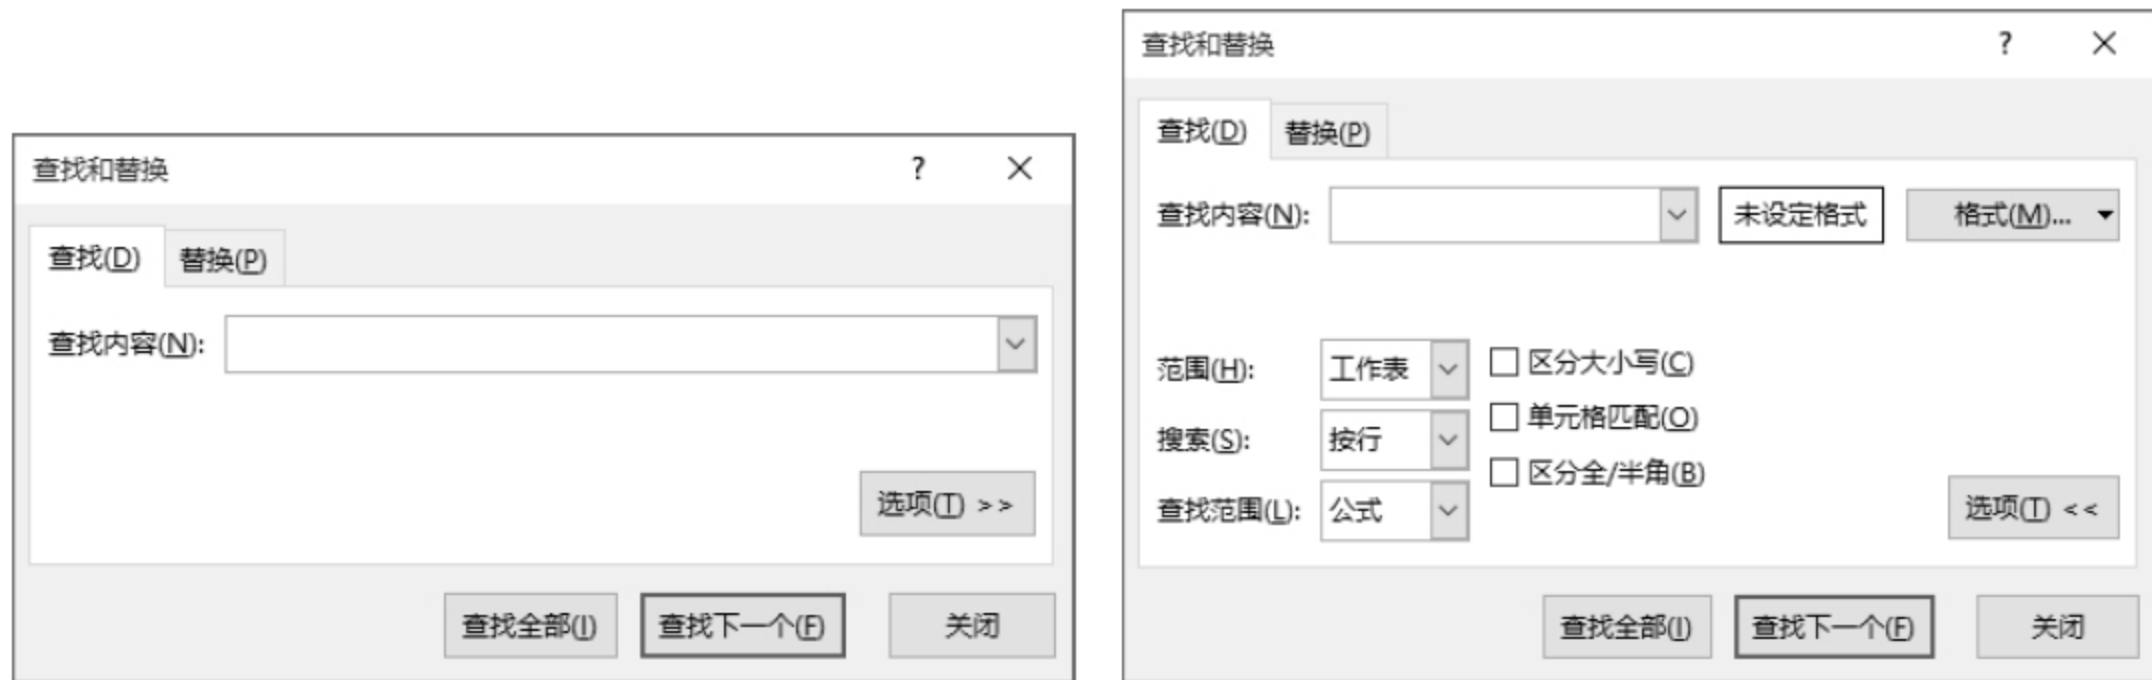 查找和替换 ? ×
查找(D) 替换(P)
查找内容(N):
选项(T) >>
查找全部(I) 查找下一个(F) 关闭
查找和替换 ? ×
查找(D) 替换(P)
查找内容(N): 未设定格式 格式(M)...
范围(H): 工作表 区分大小写(C)
搜索(S): 按行 单元格匹配(O)
查找范围(L): 公式 区分全/半角(B)
选项(T) <<
查找全部(I) 查找下一个(F) 关闭